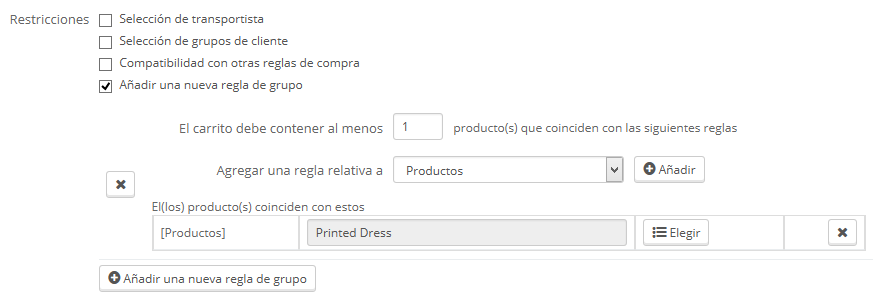 Restricciones
Selección de transportista
Selección de grupos de cliente
Compatibilidad con otras reglas de compra
Añadir una nueva regla de grupo
El carrito debe contener al menos 1 producto(s) que coinciden con las siguientes reglas
Agregar una regla relativa a Productos Añadir
El(los) producto(s) coinciden con estos
[Productos] Printed Dress Elegir
Añadir una nueva regla de grupo